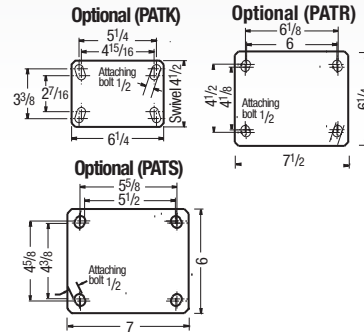 Optional (PATK)
5 1/4
4 15/16
Attaching
bolt 1/2
3 3/8
2 7/16
Swivel 4 1/2
6 1/4
Optional (PATR)
6 1/8
6
4 1/2
4 1/8
Attaching
bolt 1/2
6 1/4
7 1/2
Optional (PATS)
5 5/8
5 1/2
4 5/8
4 3/8
Attaching
bolt 1/2
6
7